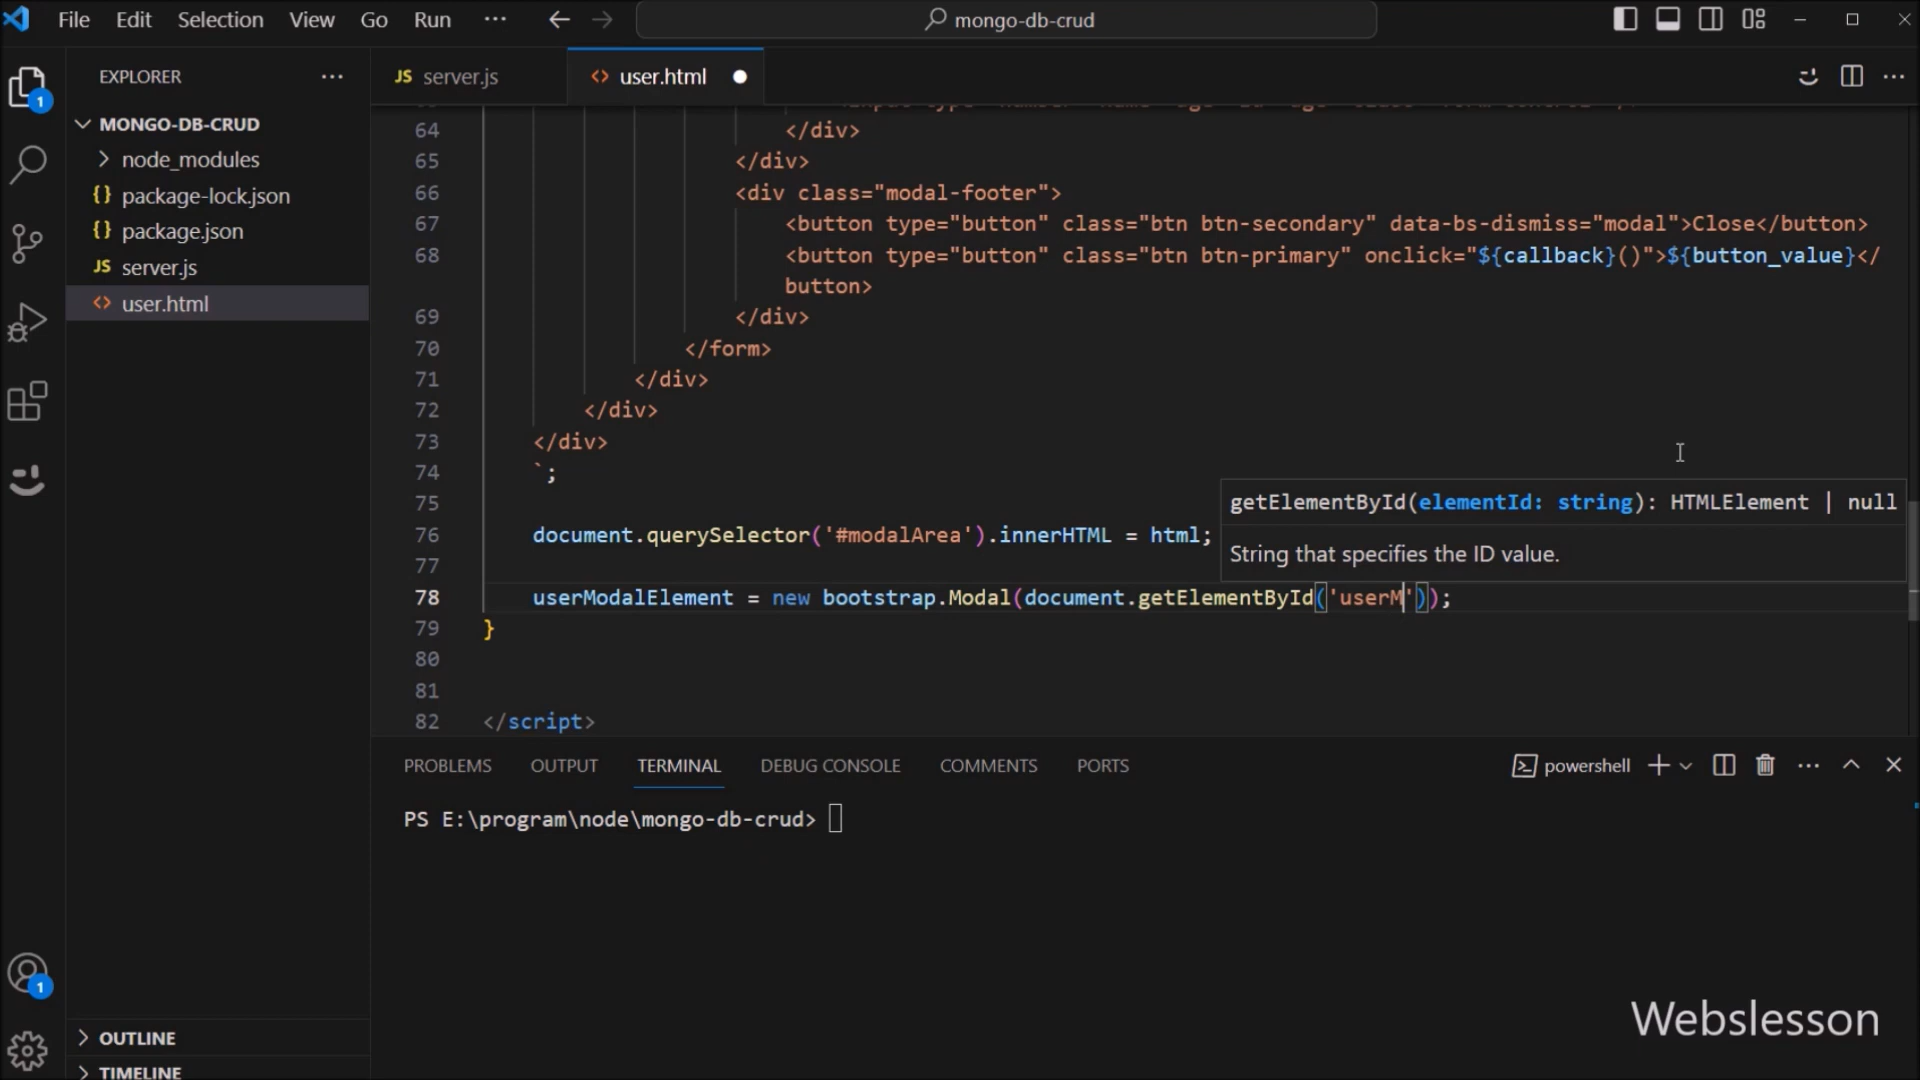 File Edit Selection View Go Run ··· mongo-db-crud
EXPLORER ···
JS server.js
<> user.html
MONGO-DB-CRUD
node_modules
{} package-lock.json
{} package.json
JS server.js
<> user.html
64 </div>
65 </div>
66 <div class="modal-footer">
67 <button type="button" class="btn btn-secondary" data-bs-dismiss="modal">Close</button>
68 <button type="button" class="btn btn-primary" onclick="${callback}()">${button_value}</
button>
69 </div>
70 </form>
71 </div>
72 </div>
73 </div>
74 `;
75
76 document.querySelector('#modalArea').innerHTML = html;
77
78 userModalElement = new bootstrap.Modal(document.getElementById('userM'));
79 }
80
81
82 </script>
getElementById(elementId: string): HTMLElement | null
String that specifies the ID value.
PROBLEMS OUTPUT TERMINAL DEBUG CONSOLE COMMENTS PORTS
powershell
PS E:\program\node\mongo-db-crud>
1
1
OUTLINE
TIMELINE
Webslesson